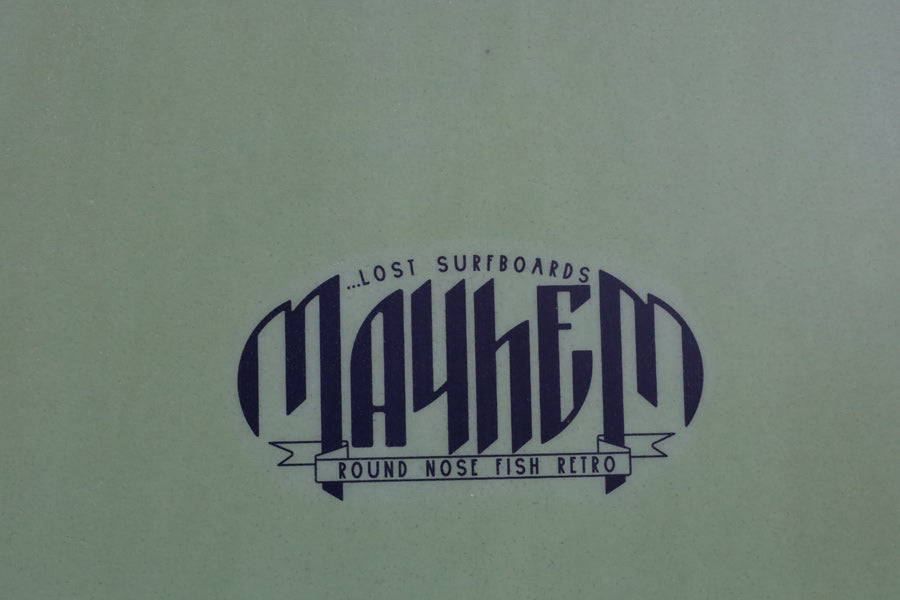 ...LOST SURFBOARDS
MAYHEM
ROUND NOSE FISH RETRO